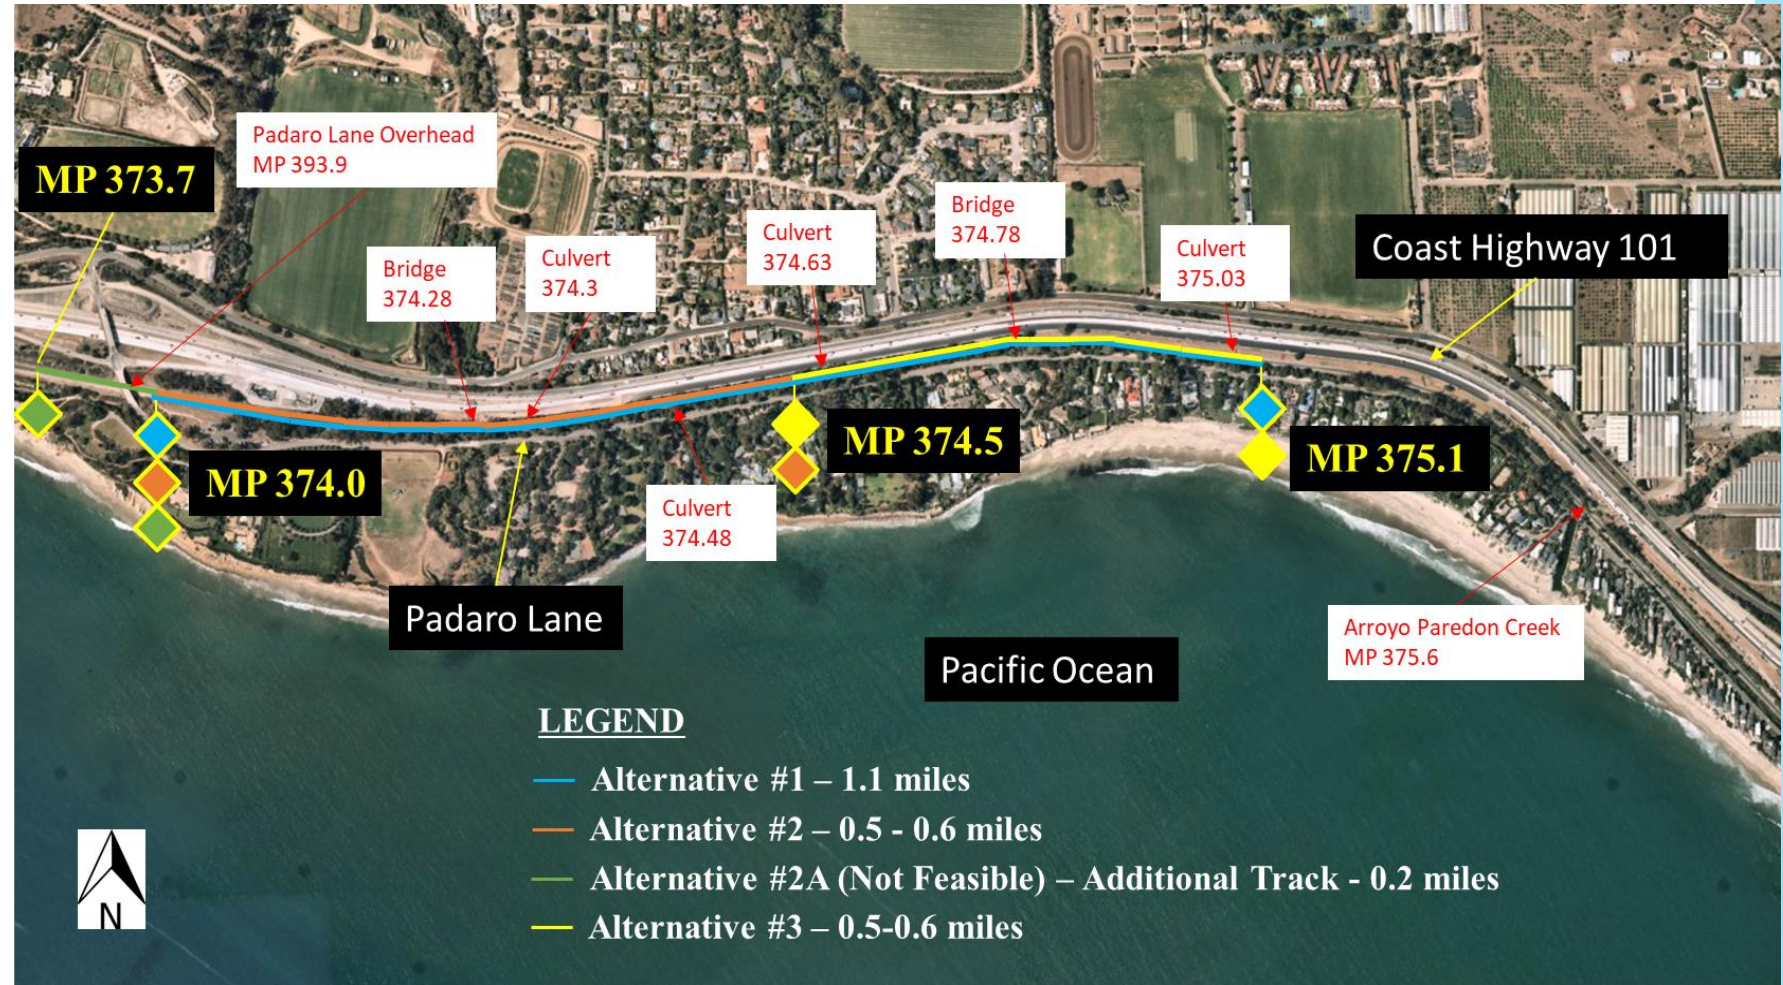 Padaro Lane Overhead
MP 393.9
MP 373.7
Bridge
374.28
Culvert
374.3
Culvert
374.63
Bridge
374.78
Culvert
375.03
Coast Highway 101
MP 374.0
MP 374.5
MP 375.1
Culvert
374.48
Padaro Lane
Pacific Ocean
Arroyo Paredon Creek
MP 375.6
LEGEND
Alternative #1 – 1.1 miles
Alternative #2 – 0.5 - 0.6 miles
Alternative #2A (Not Feasible) – Additional Track - 0.2 miles
Alternative #3 – 0.5-0.6 miles
N